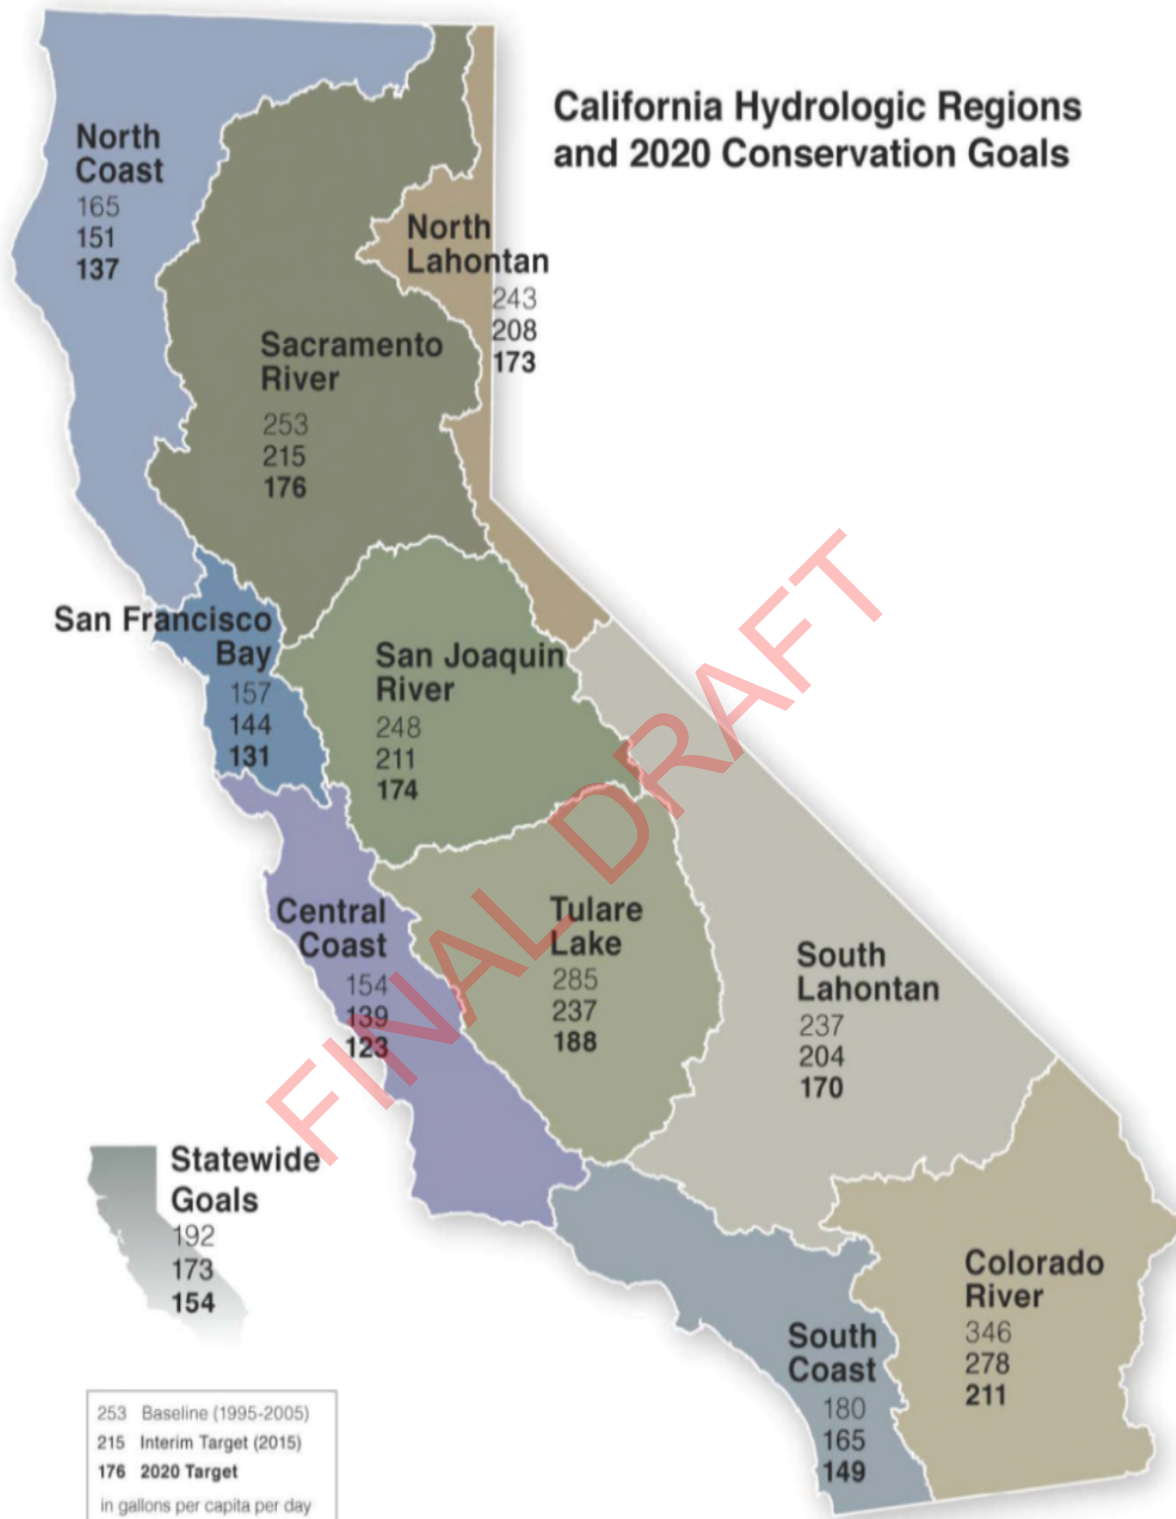 California Hydrologic Regions
and 2020 Conservation Goals
North
Coast
165
151
137
North
Lahontan
243
208
173
Sacramento
River
253
215
176
San Francisco
Bay
157
144
131
San Joaquin
River
248
211
174
Central
Coast
154
139
123
Tulare
Lake
285
237
188
South
Lahontan
237
204
170
Statewide
Goals
192
173
154
Colorado
River
346
278
211
South
Coast
180
165
149
253 Baseline (1995-2005)
215 Interim Target (2015)
176 2020 Target
in gallons per capita per day
FINAL DRAFT